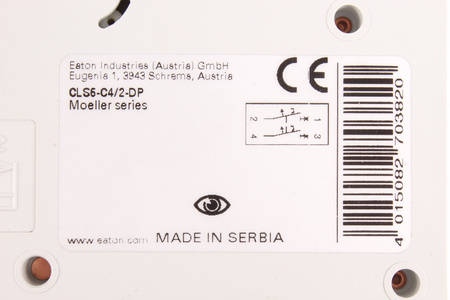 Eaton Industries (Austria) GmbH
Eugenia 1, 3943 Schrems, Austria
CLS6-C4/2-DP
Moeller series
CE
2 1
4 3
4 015082 703820
www.eaton.com MADE IN SERBIA